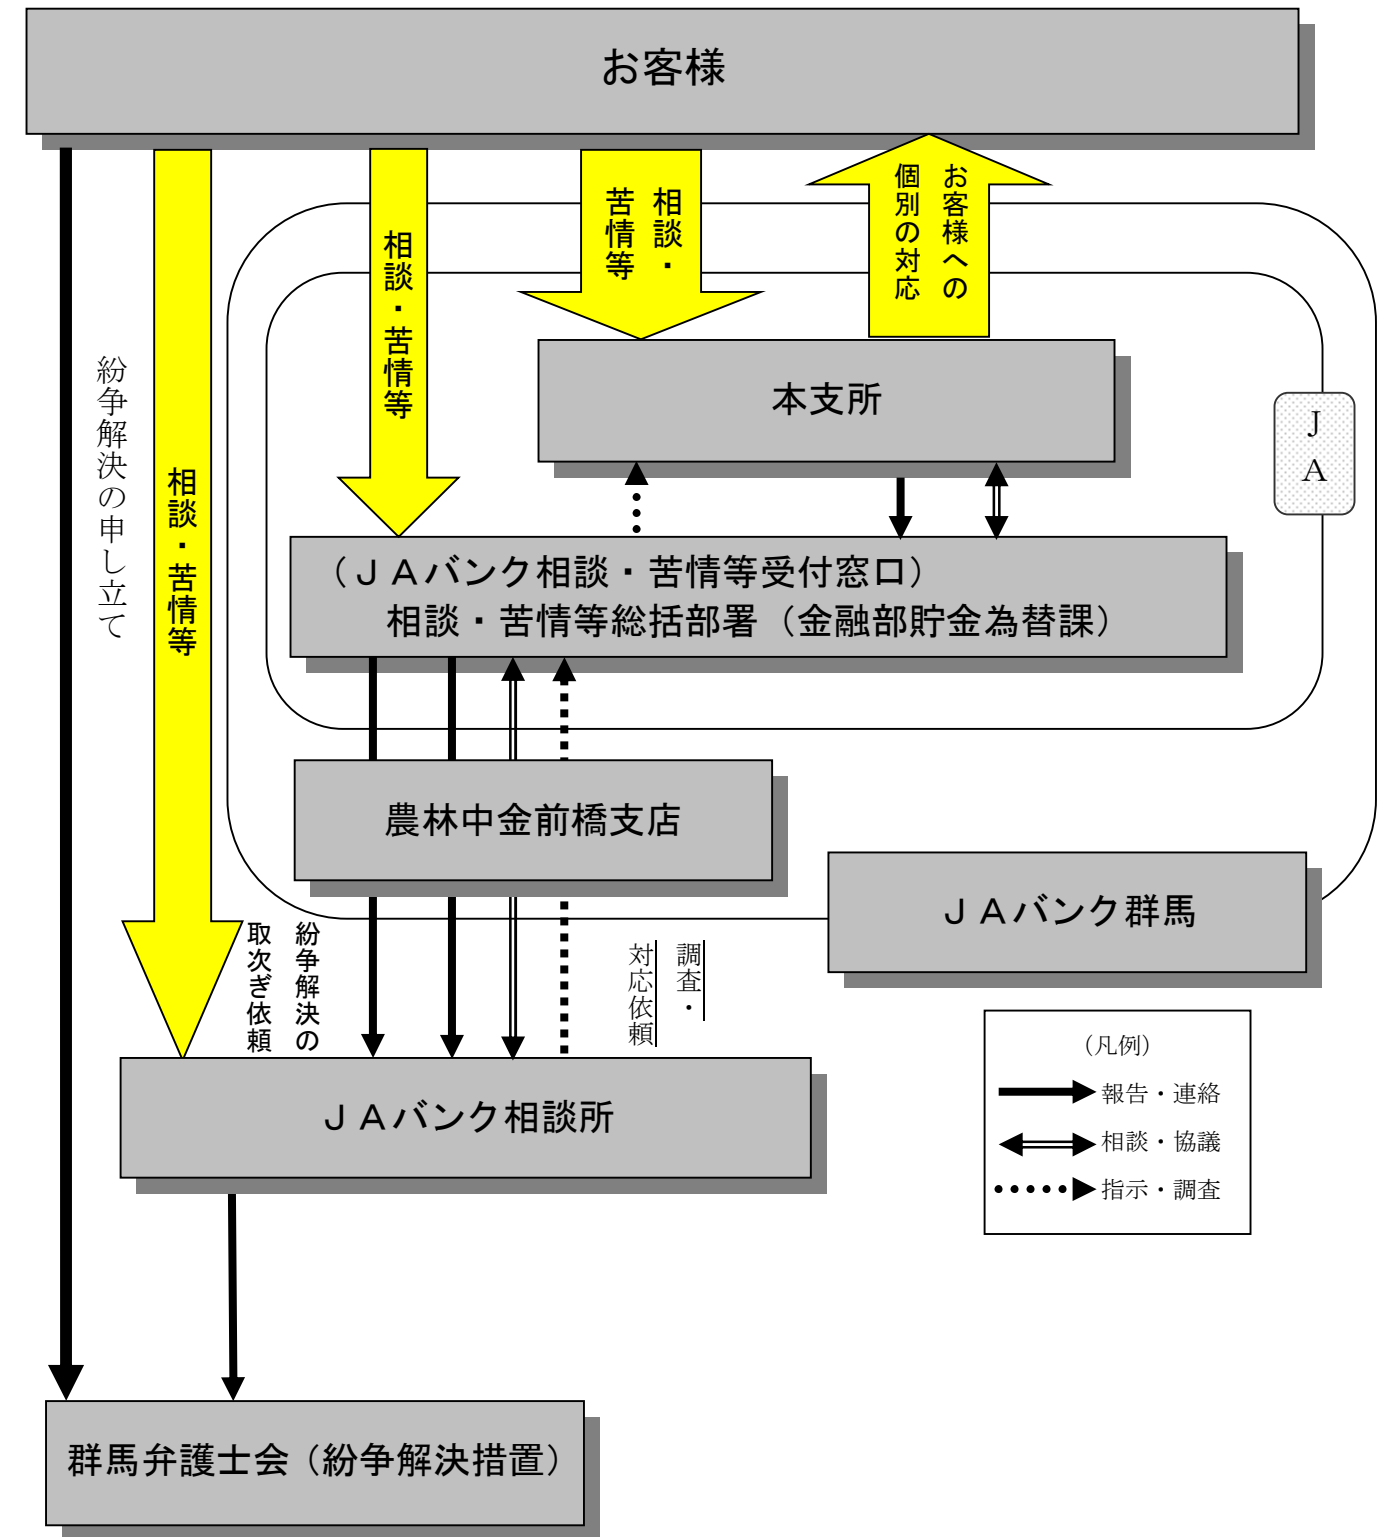 お客様
紛争解決の申し立て
相談・苦情等
相談・苦情等
相談・
苦情等
お客様への
個別の対応
本支所
ＪＡ
（ＪＡバンク相談・苦情等受付窓口）
相談・苦情等総括部署（金融部貯金為替課）
農林中金前橋支店
ＪＡバンク群馬
紛争解決の
取次ぎ依頼
調査・
対応依頼
（凡例）
報告・連絡
相談・協議
指示・調査
ＪＡバンク相談所
群馬弁護士会（紛争解決措置）